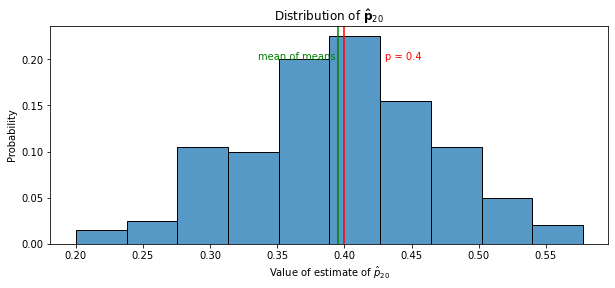 Distribution of p̂₂₀
Probability
0.20
0.15
0.10
0.05
0.00
mean of means
p = 0.4
0.20 0.25 0.30 0.35 0.40 0.45 0.50 0.55
Value of estimate of p̂₂₀